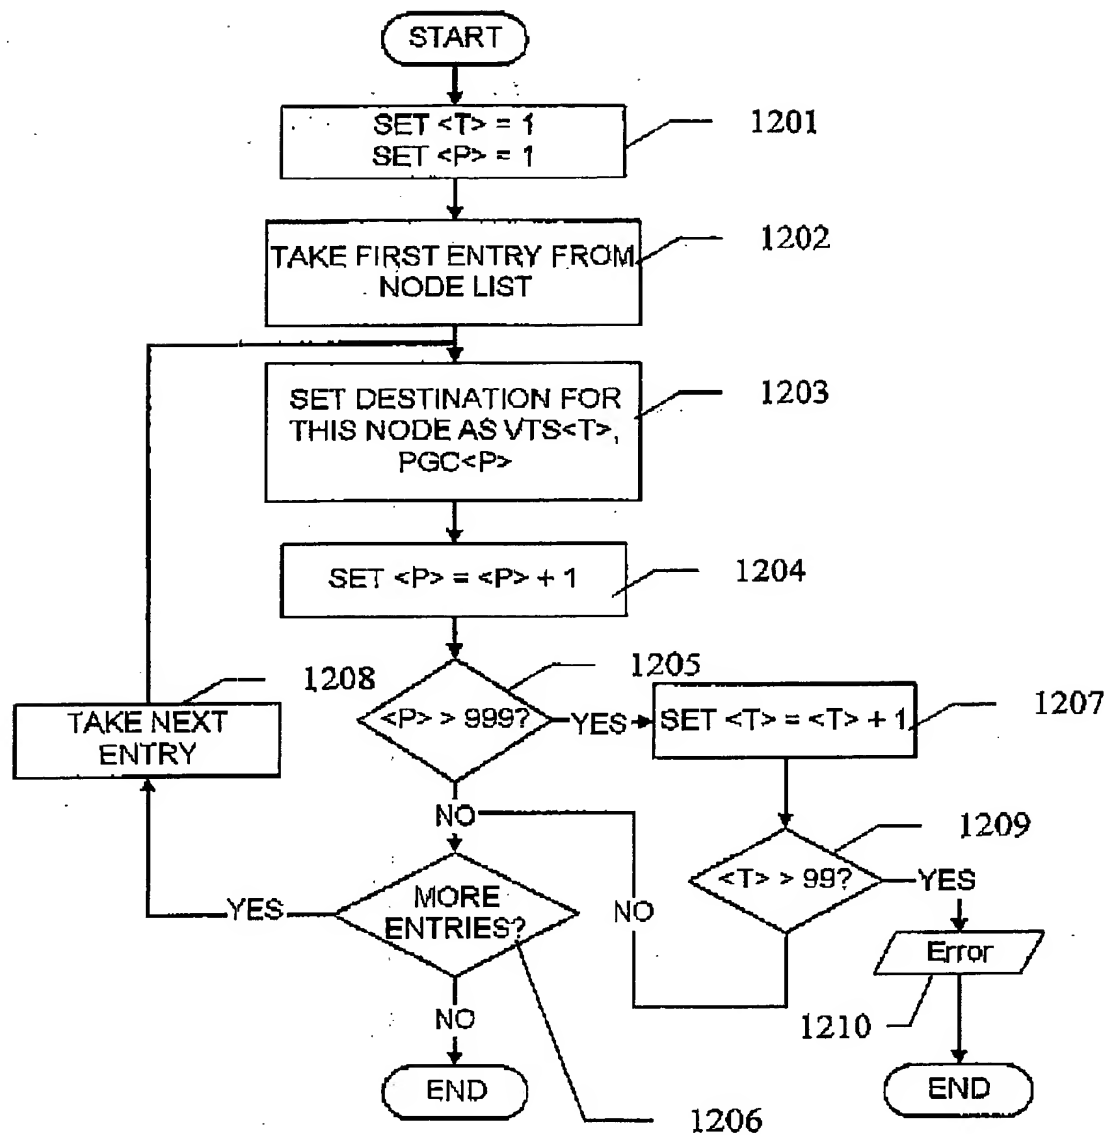 START
SET <T> = 1
SET <P> = 1
1201
TAKE FIRST ENTRY FROM
NODE LIST
1202
SET DESTINATION FOR
THIS NODE AS VTS<T>,
PGC<P>
1203
SET <P> = <P> + 1
1204
1205
<P> > 999?
YES
SET <T> = <T> + 1
1207
1208
TAKE NEXT
ENTRY
NO
1209
<T> > 99?
YES
NO
MORE
ENTRIES?
YES
Error
1210
NO
END
END
1206